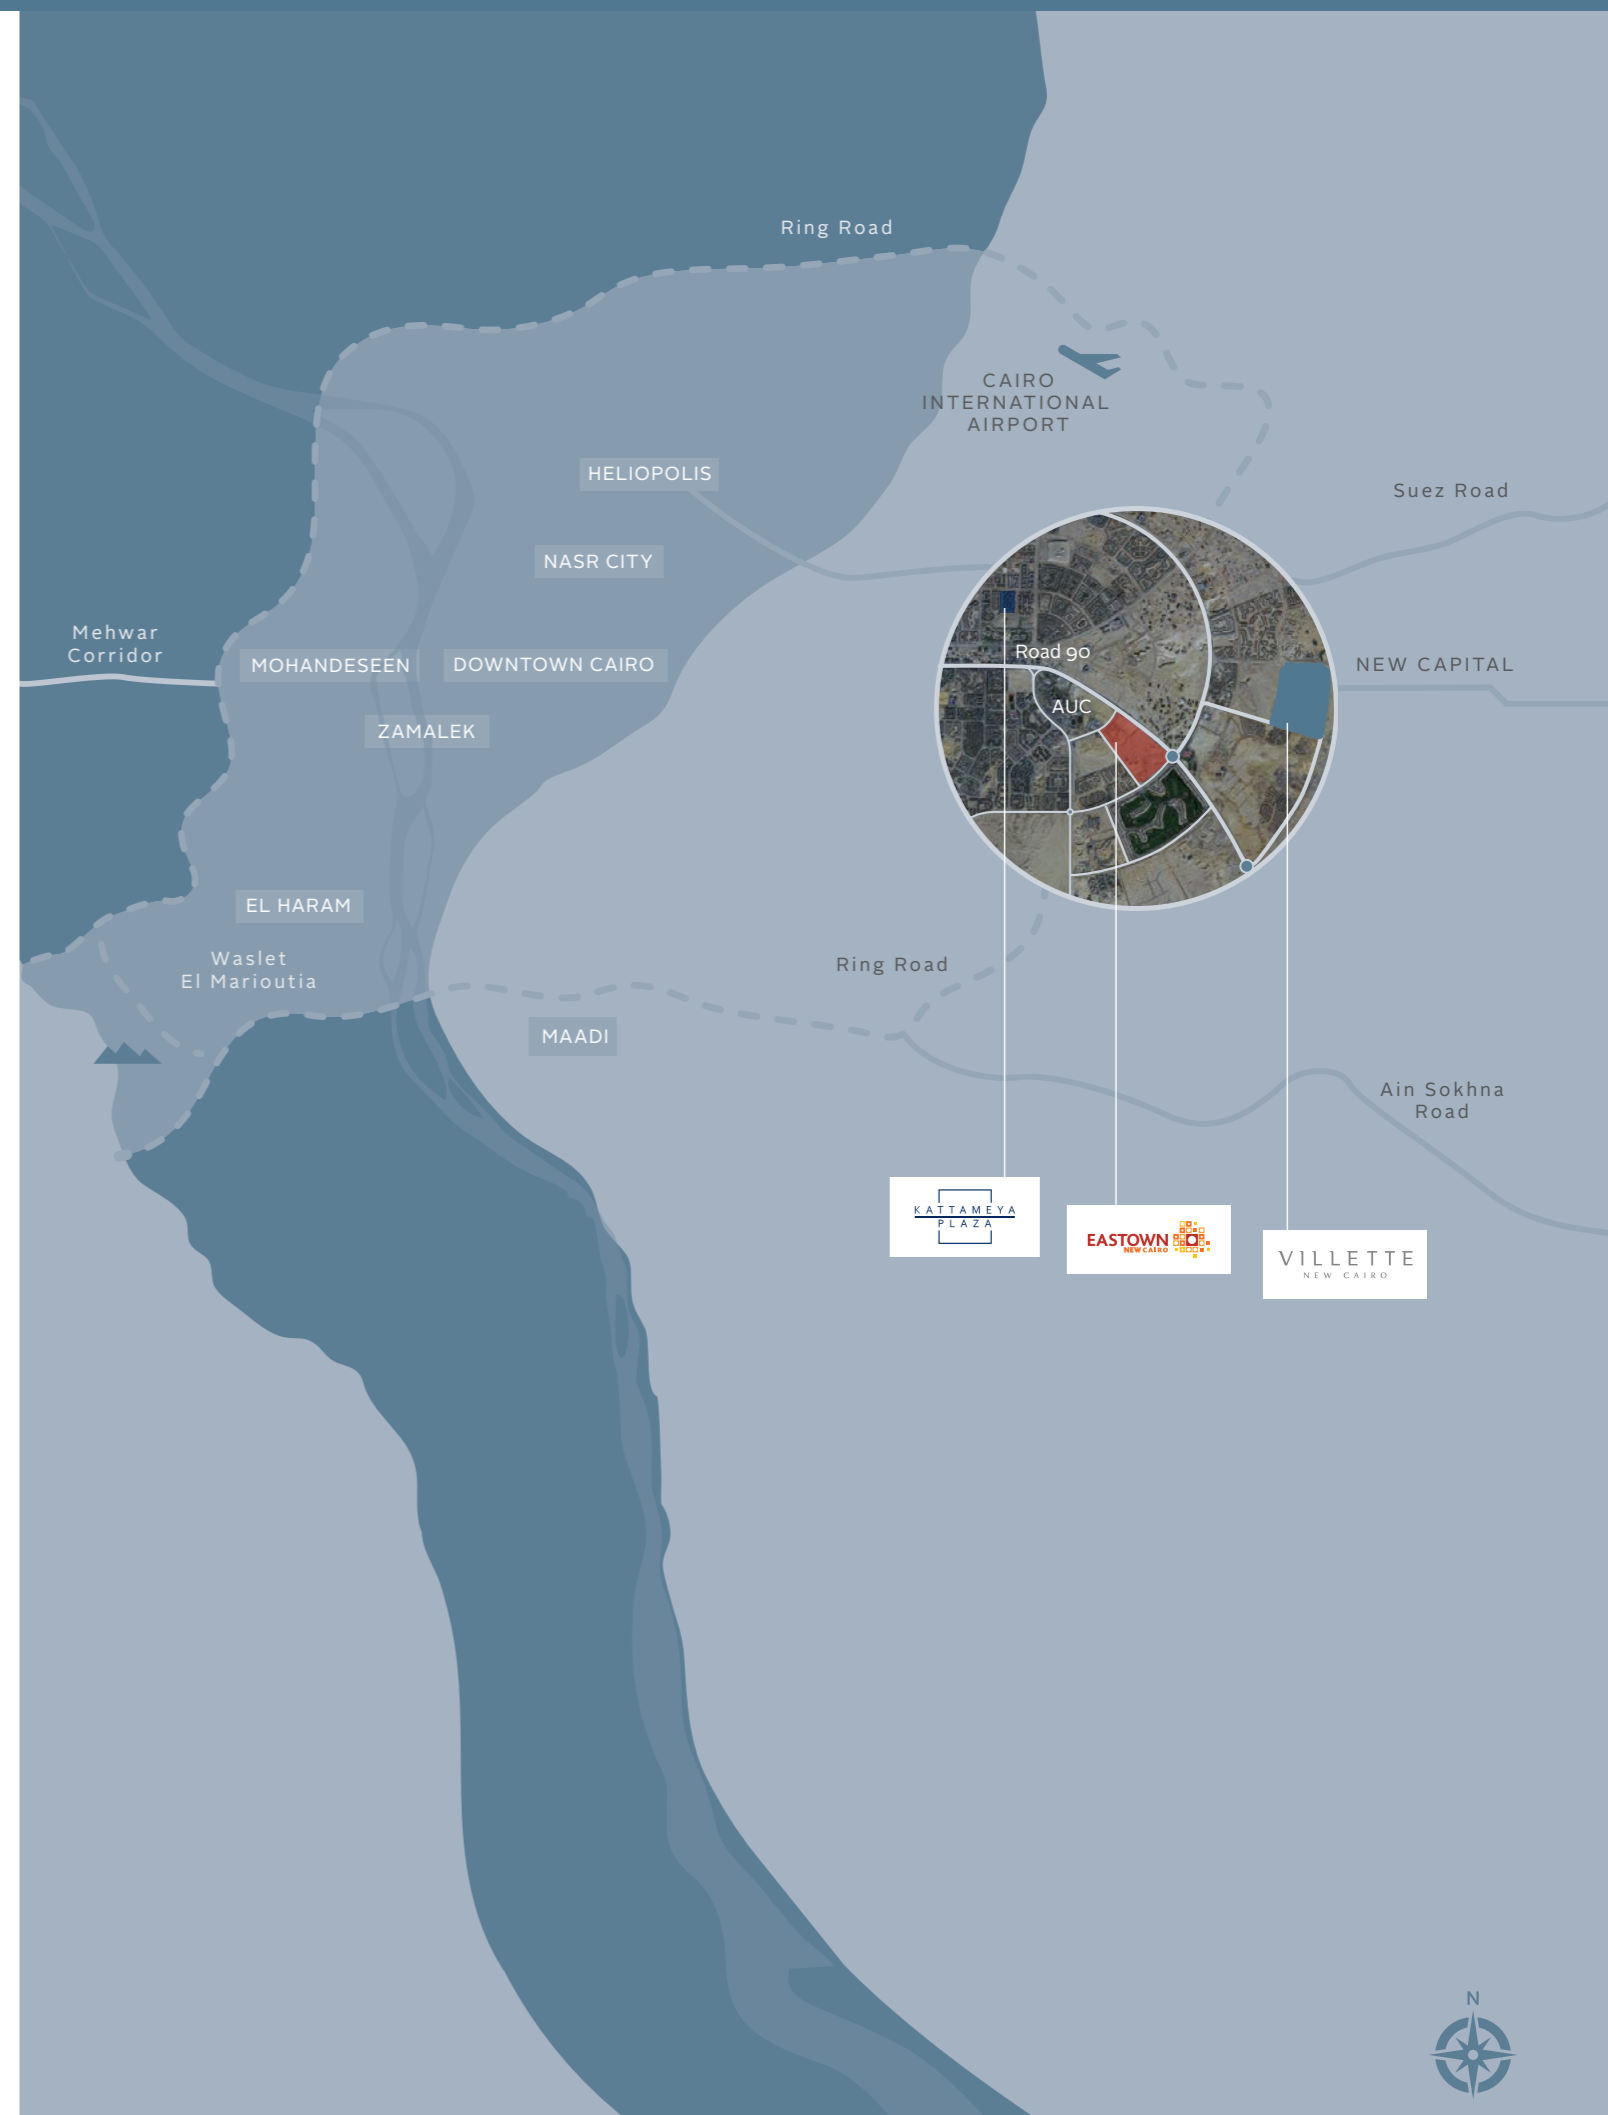 Ring Road
CAIRO
INTERNATIONAL
AIRPORT
HELIOPOLIS
Suez Road
NASR CITY
Mehwar
Corridor
MOHANDESEEN
DOWNTOWN CAIRO
Road 90
NEW CAPITAL
AUC
ZAMALEK
EL HARAM
Waslet
El Marioutia
Ring Road
MAADI
Ain Sokhna
Road
KATTAMEYA
PLAZA
EASTOWN
NEW CAIRO
VILLETTE
NEW CAIRO
N